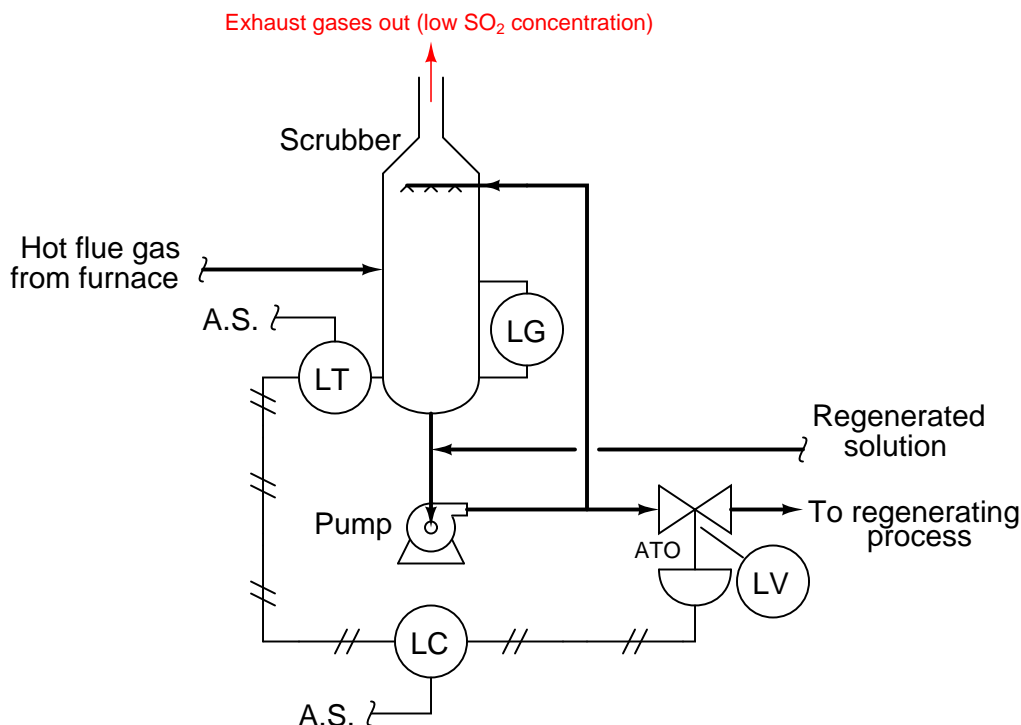 Exhaust gases out (low SO₂ concentration)
Scrubber
Hot flue gas
from furnace
A.S.
LG
LT
Regenerated
solution
Pump
To regenerating
process
ATO
LV
LC
A.S.